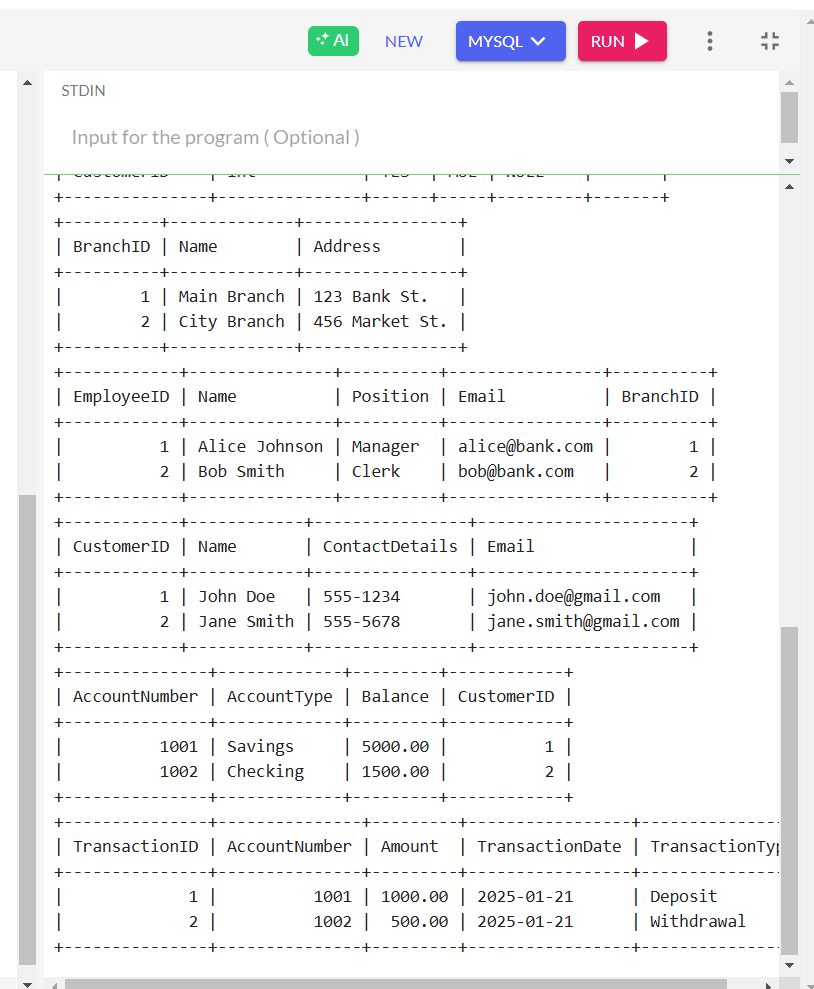 AI NEW MYSQL RUN
STDIN
Input for the program ( Optional )
+---------------+---------------+------+-----+---------+-------+
+----------+-------------+----------------+
| BranchID | Name        | Address        |
+----------+-------------+----------------+
|        1 | Main Branch | 123 Bank St.   |
|        2 | City Branch | 456 Market St. |
+----------+-------------+----------------+
+------------+---------------+----------+----------------+----------+
| EmployeeID | Name          | Position | Email          | BranchID |
+------------+---------------+----------+----------------+----------+
|          1 | Alice Johnson | Manager  | alice@bank.com |        1 |
|          2 | Bob Smith     | Clerk    | bob@bank.com   |        2 |
+------------+---------------+----------+----------------+----------+
+------------+------------+----------------+----------------------+
| CustomerID | Name       | ContactDetails | Email                |
+------------+------------+----------------+----------------------+
|          1 | John Doe   | 555-1234       | john.doe@gmail.com   |
|          2 | Jane Smith | 555-5678       | jane.smith@gmail.com |
+------------+------------+----------------+----------------------+
+---------------+-------------+---------+------------+
| AccountNumber | AccountType | Balance | CustomerID |
+---------------+-------------+---------+------------+
|          1001 | Savings     | 5000.00 |          1 |
|          1002 | Checking    | 1500.00 |          2 |
+---------------+-------------+---------+------------+
+---------------+---------------+---------+-----------------+--------------
| TransactionID | AccountNumber | Amount  | TransactionDate | TransactionTyp
+---------------+---------------+---------+-----------------+--------------
|             1 |          1001 | 1000.00 | 2025-01-21      | Deposit
|             2 |          1002 |  500.00 | 2025-01-21      | Withdrawal
+---------------+---------------+---------+-----------------+--------------